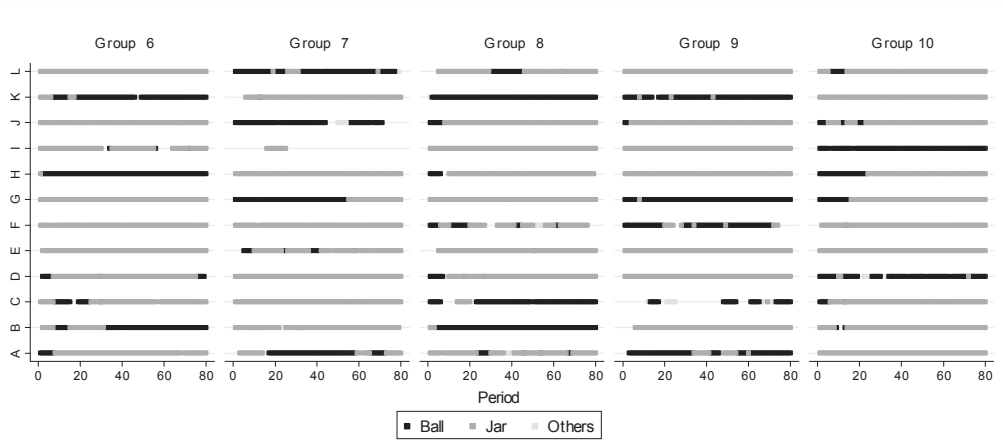 Group 6 Group 7 Group 8 Group 9 Group 10
L
K
J
I
H
G
F
E
D
C
B
A
0 20 40 60 80 0 20 40 60 80 0 20 40 60 80 0 20 40 60 80 0 20 40 60 80
Period
Ball Jar Others